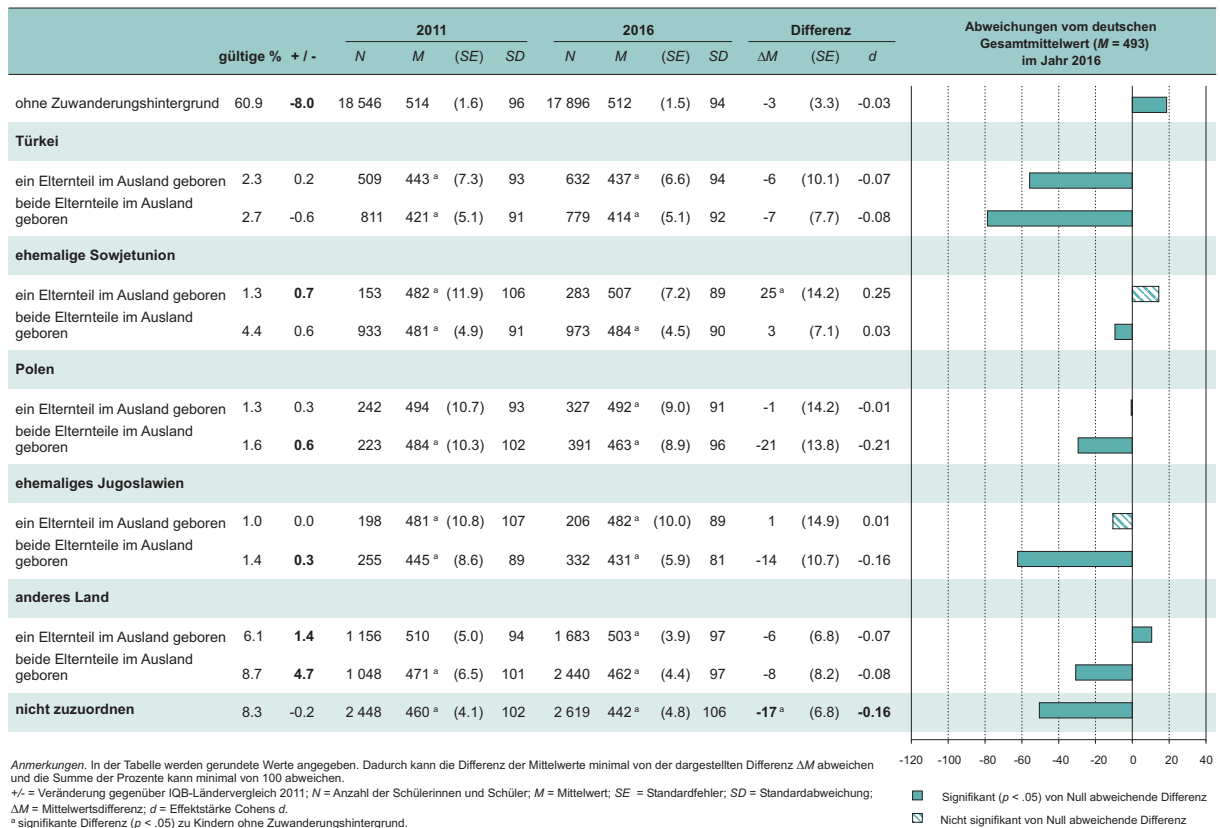 2011 2016 Differenz Abweichungen vom deutschen
Gesamtmittelwert (M = 493)
im Jahr 2016
gültige % + / - N M (SE) SD N M (SE) SD ΔM (SE) d
ohne Zuwanderungshintergrund 60.9 -8.0 18 546 514 (1.6) 96 17 896 512 (1.5) 94 -3 (3.3) -0.03
Türkei
ein Elternteil im Ausland geboren 2.3 0.2 509 443 a (7.3) 93 632 437 a (6.6) 94 -6 (10.1) -0.07
beide Elternteile im Ausland
geboren 2.7 -0.6 811 421 a (5.1) 91 779 414 a (5.1) 92 -7 (7.7) -0.08
ehemalige Sowjetunion
ein Elternteil im Ausland geboren 1.3 0.7 153 482 a (11.9) 106 283 507 (7.2) 89 25 a (14.2) 0.25
beide Elternteile im Ausland
geboren 4.4 0.6 933 481 a (4.9) 91 973 484 a (4.5) 90 3 (7.1) 0.03
Polen
ein Elternteil im Ausland geboren 1.3 0.3 242 494 (10.7) 93 327 492 a (9.0) 91 -1 (14.2) -0.01
beide Elternteile im Ausland
geboren 1.6 0.6 223 484 a (10.3) 102 391 463 a (8.9) 96 -21 (13.8) -0.21
ehemaliges Jugoslawien
ein Elternteil im Ausland geboren 1.0 0.0 198 481 a (10.8) 107 206 482 a (10.0) 89 1 (14.9) 0.01
beide Elternteile im Ausland
geboren 1.4 0.3 255 445 a (8.6) 89 332 431 a (5.9) 81 -14 (10.7) -0.16
anderes Land
ein Elternteil im Ausland geboren 6.1 1.4 1 156 510 (5.0) 94 1 683 503 a (3.9) 97 -6 (6.8) -0.07
beide Elternteile im Ausland
geboren 8.7 4.7 1 048 471 a (6.5) 101 2 440 462 a (4.4) 97 -8 (8.2) -0.08
nicht zuzuordnen 8.3 -0.2 2 448 460 a (4.1) 102 2 619 442 a (4.8) 106 -17 a (6.8) -0.16
-120 -100 -80 -60 -40 -20 0 20 40
Anmerkungen. In der Tabelle werden gerundete Werte angegeben. Dadurch kann die Differenz der Mittelwerte minimal von der dargestellten Differenz ΔM abweichen
und die Summe der Prozente kann minimal von 100 abweichen.
+/- = Veränderung gegenüber IQB-Ländervergleich 2011; N = Anzahl der Schülerinnen und Schüler; M = Mittelwert; SE = Standardfehler; SD = Standardabweichung;
ΔM = Mittelwertsdifferenz; d = Effektstärke Cohens d.
a signifikante Differenz (p < .05) zu Kindern ohne Zuwanderungshintergrund.
Signifikant (p < .05) von Null abweichende Differenz
Nicht signifikant von Null abweichende Differenz